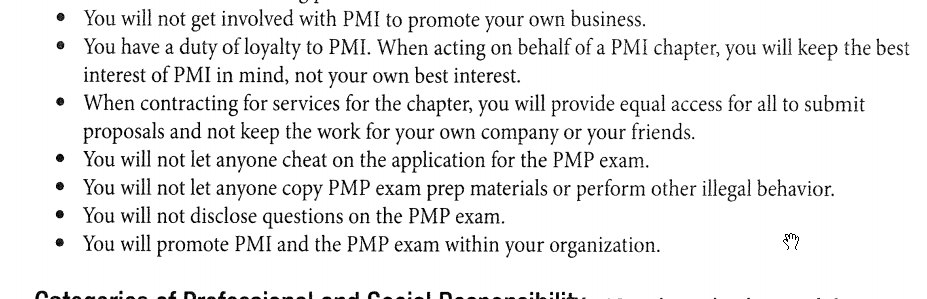 • You will not get involved with PMI to promote your own business.
• You have a duty of loyalty to PMI. When acting on behalf of a PMI chapter, you will keep the best
interest of PMI in mind, not your own best interest.
• When contracting for services for the chapter, you will provide equal access for all to submit
proposals and not keep the work for your own company or your friends.
• You will not let anyone cheat on the application for the PMP exam.
• You will not let anyone copy PMP exam prep materials or perform other illegal behavior.
• You will not disclose questions on the PMP exam.
• You will promote PMI and the PMP exam within your organization.
Categories of Professional and Social Responsibility